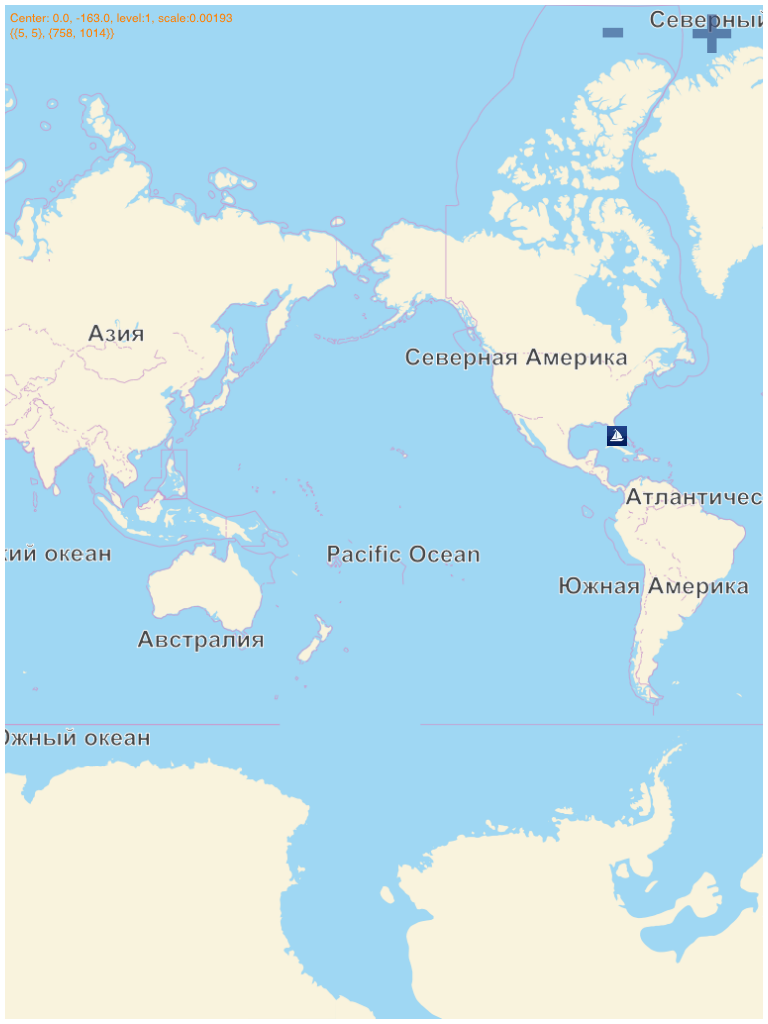 Center: 0.0, -163.0, level:1, scale:0.00193
{{5, 5}, {758, 1014}}
Северный
Азия
Северная Америка
Атлантичес
кий океан
Pacific Ocean
Южная Америка
Австралия
Южный океан